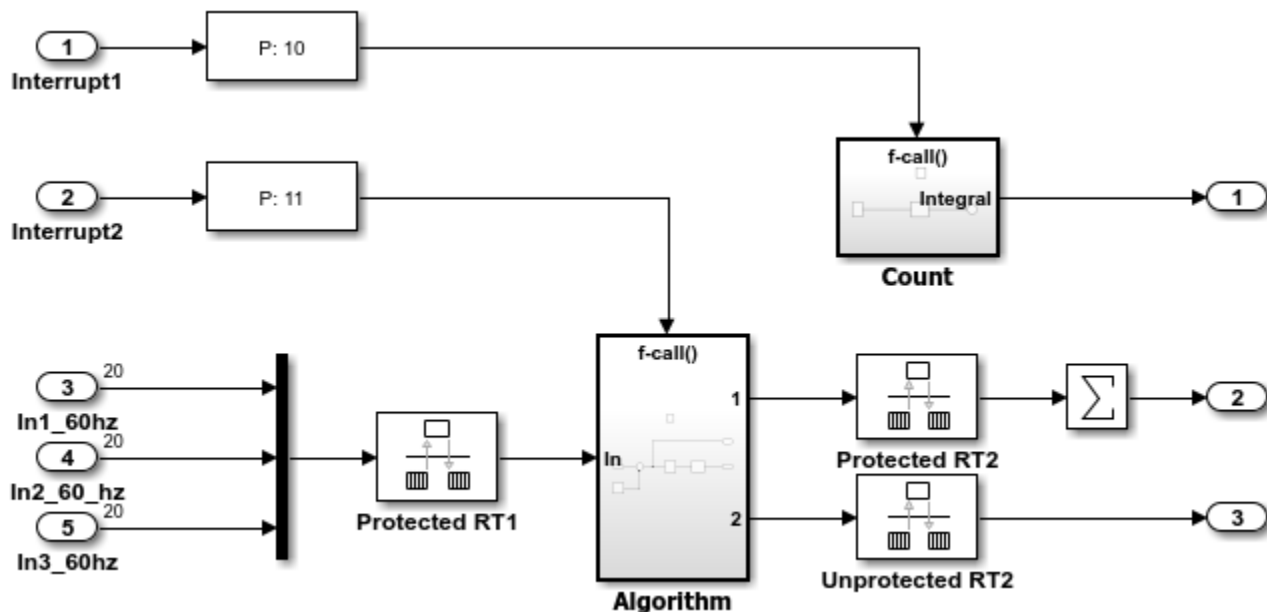 1
Interrupt1
P: 10
f-call()
Integral
Count
1
2
Interrupt2
P: 11
3
20
In1_60hz
4
20
In2_60_hz
5
20
In3_60hz
Protected RT1
f-call()
In
1
2
Algorithm
Protected RT2
∑
2
Unprotected RT2
3